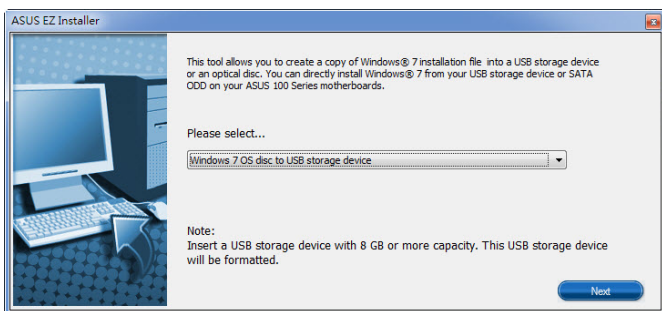 ASUS EZ Installer
This tool allows you to create a copy of Windows® 7 installation file into a USB storage device
or an optical disc. You can directly install Windows® 7 from your USB storage device or SATA
ODD on your ASUS 100 Series motherboards.
Please select...
Windows 7 OS disc to USB storage device
Note:
Insert a USB storage device with 8 GB or more capacity. This USB storage device
will be formatted.
Next